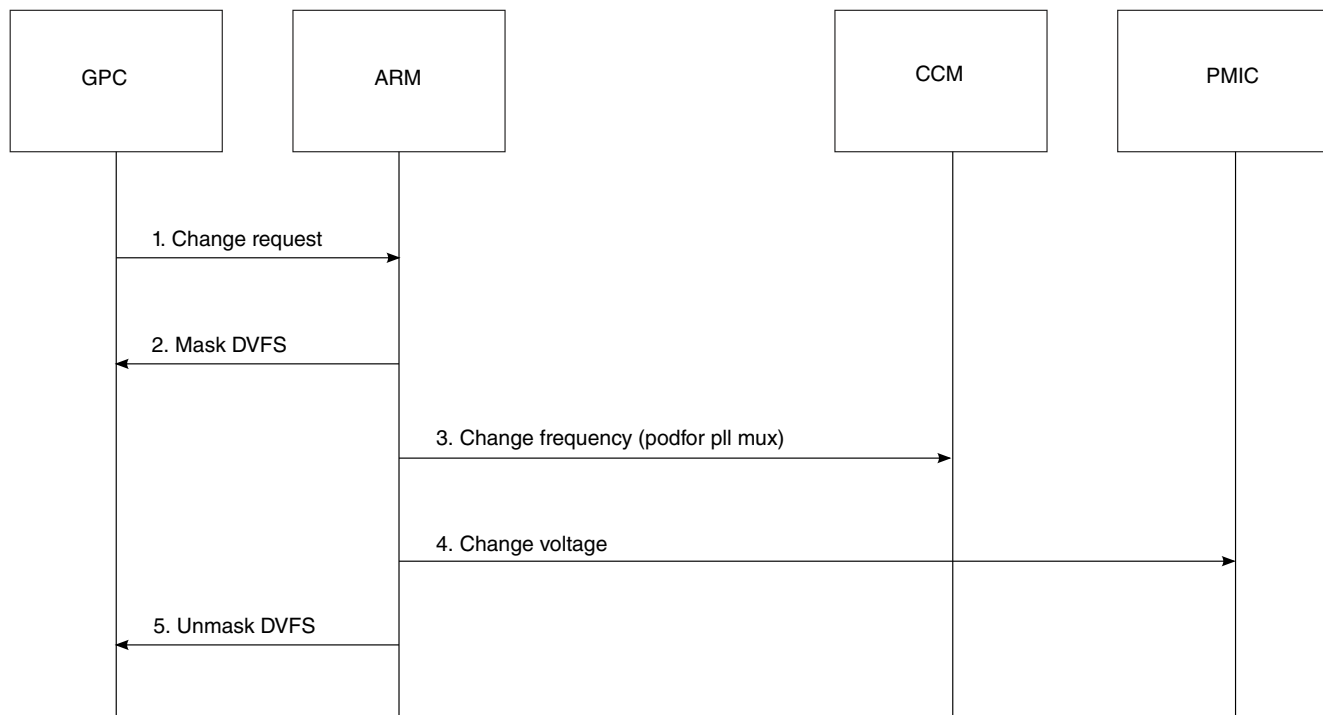 GPC
ARM
CCM
PMIC
1. Change request
2. Mask DVFS
3. Change frequency (podfor pll mux)
4. Change voltage
5. Unmask DVFS